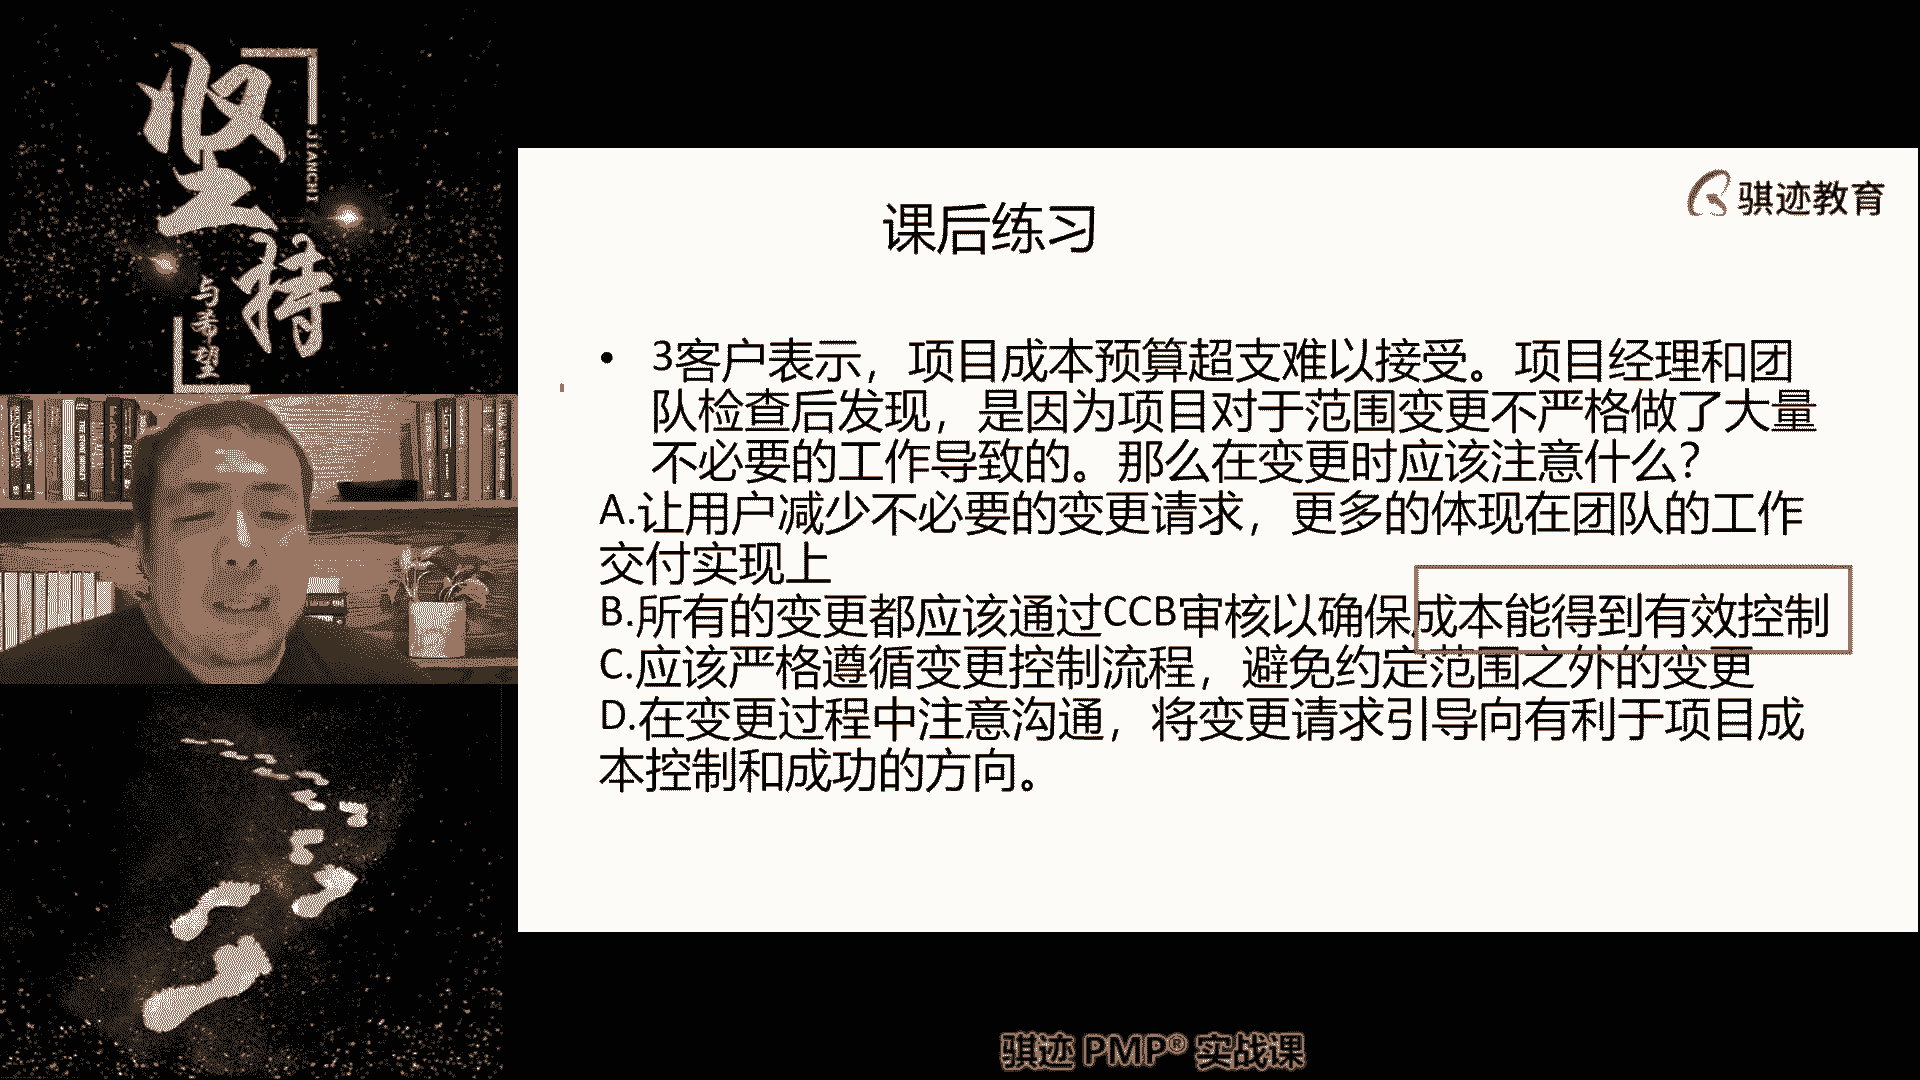 坚持
JIANCHI
与希望
骐迹教育
课后练习
• 3客户表示，项目成本预算超支难以接受。项目经理和团
队检查后发现，是因为项目对于范围变更不严格做了大量
不必要的工作导致的。那么在变更时应该注意什么？
A.让用户减少不必要的变更请求，更多的体现在团队的工作
交付实现上
B.所有的变更都应该通过CCB审核以确保成本能得到有效控制
C.应该严格遵循变更控制流程，避免约定范围之外的变更
D.在变更过程中注意沟通，将变更请求引导向有利于项目成
本控制和成功的方向。
骐迹 PMP® 实战课